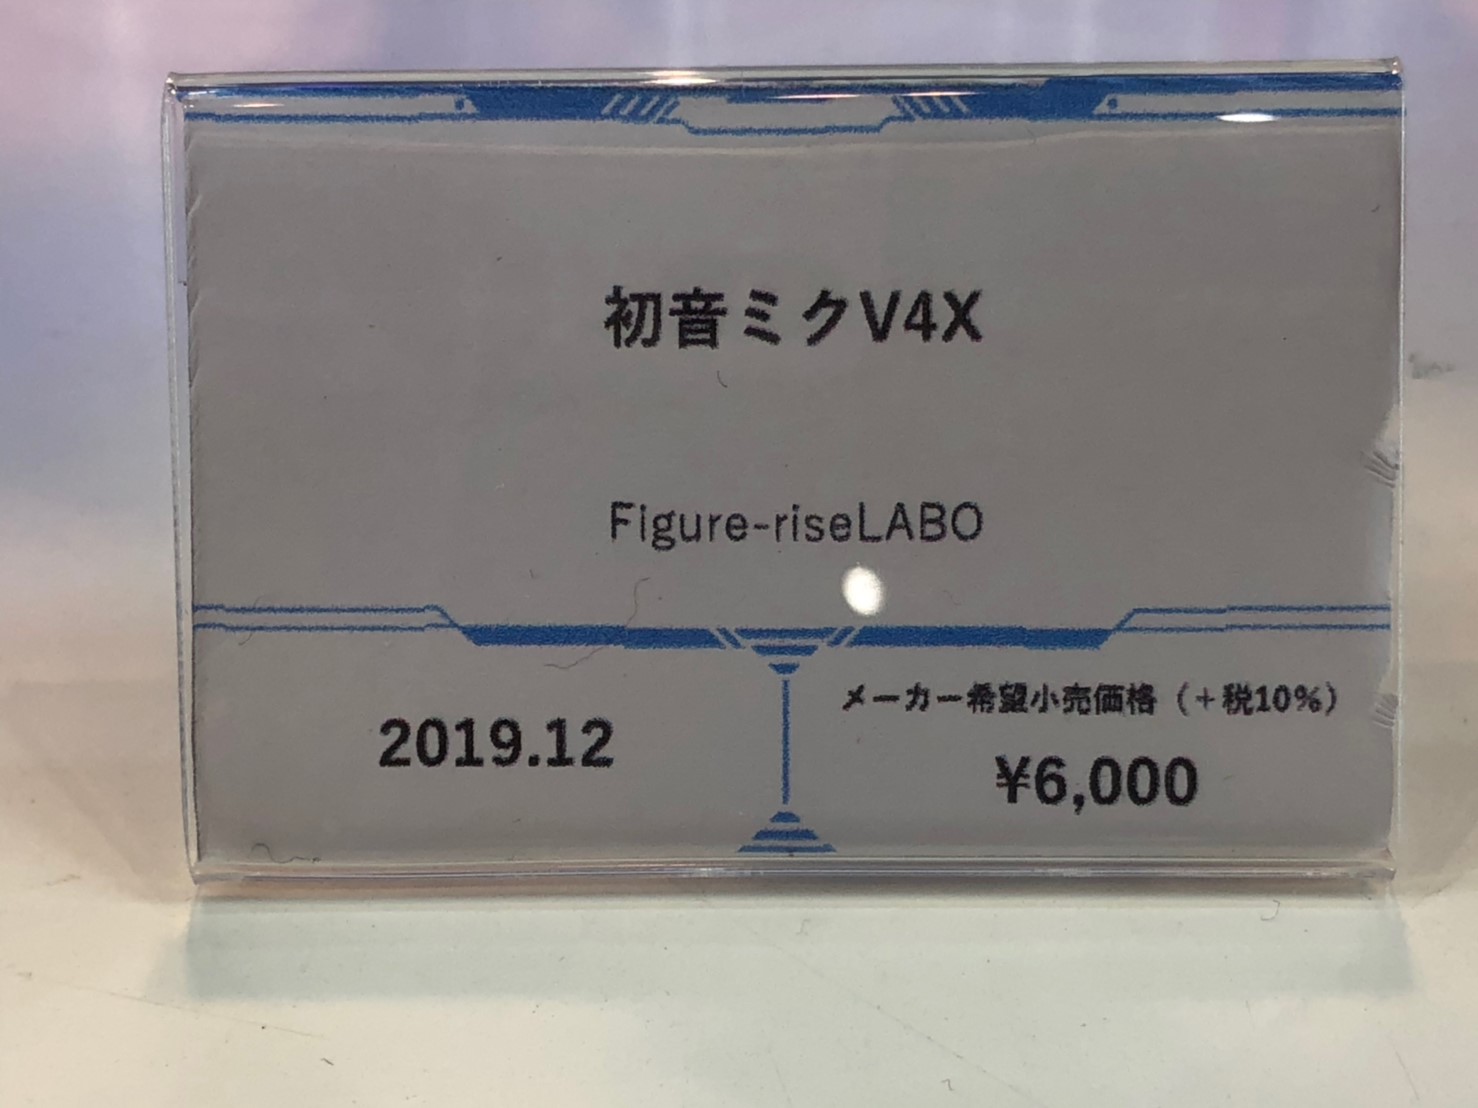 初音ミクV4X
Figure-riseLABO
2019.12
メーカー希望小売価格（+税10%）
¥6,000